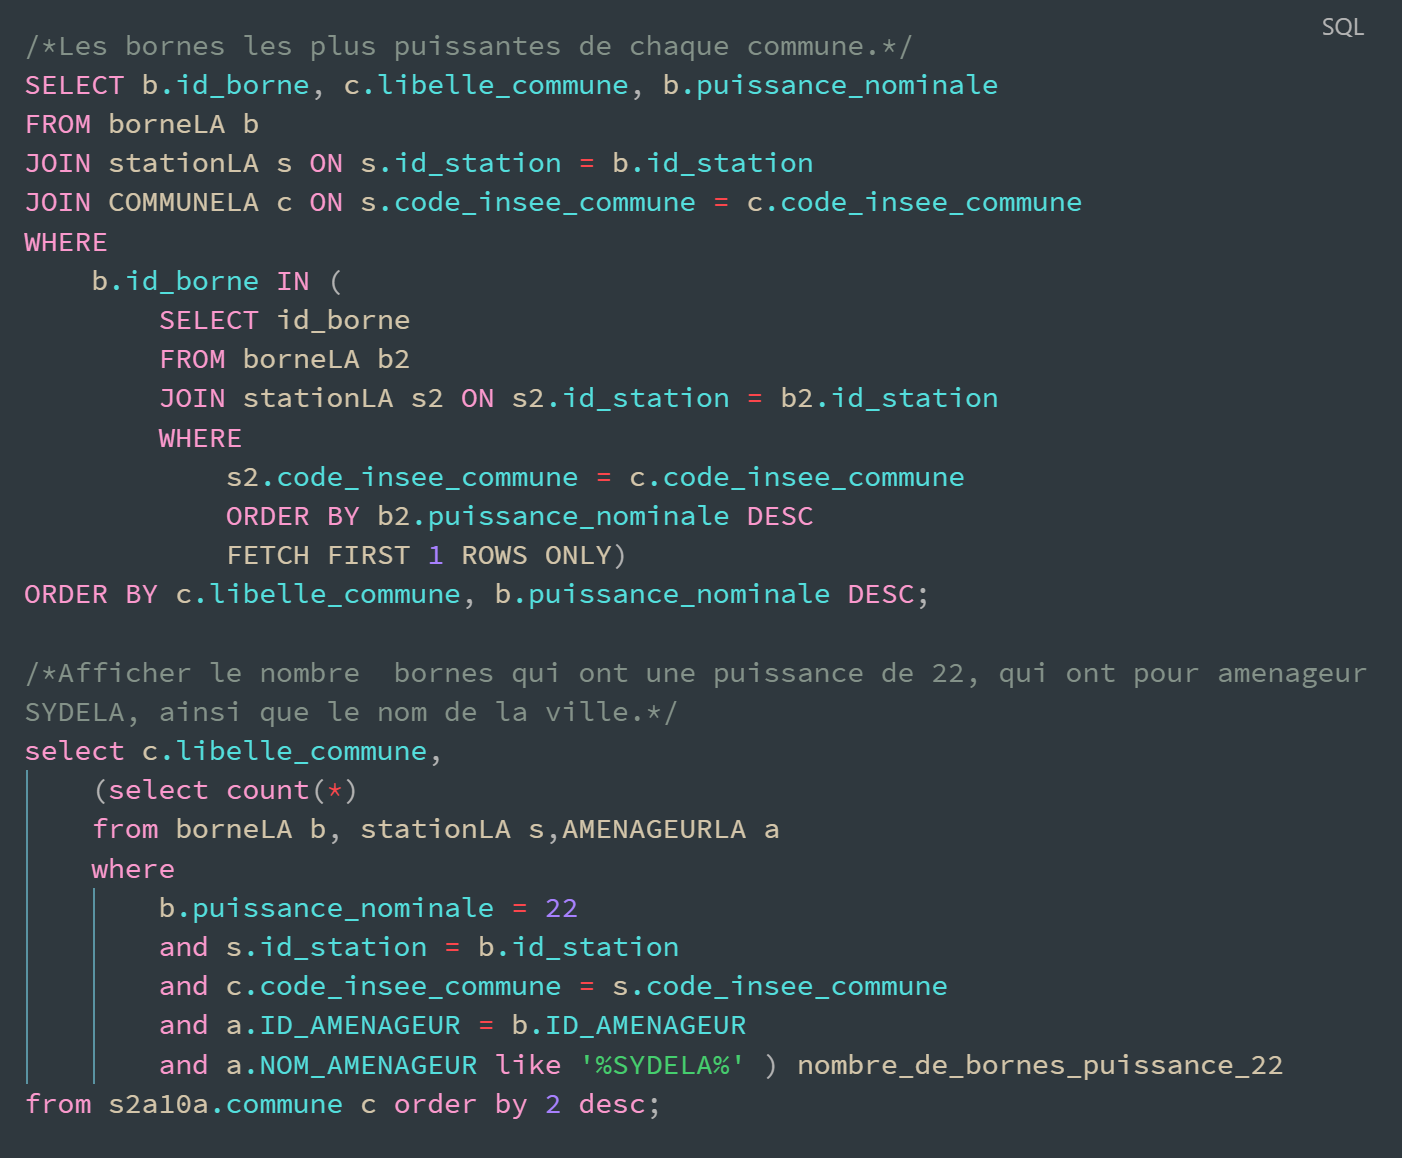 SQL
/*Les bornes les plus puissantes de chaque commune.*/
SELECT b.id_borne, c.libelle_commune, b.puissance_nominale
FROM borneLA b
JOIN stationLA s ON s.id_station = b.id_station
JOIN COMMUNELA c ON s.code_insee_commune = c.code_insee_commune
WHERE
    b.id_borne IN (
        SELECT id_borne
        FROM borneLA b2
        JOIN stationLA s2 ON s2.id_station = b2.id_station
        WHERE
            s2.code_insee_commune = c.code_insee_commune
            ORDER BY b2.puissance_nominale DESC
            FETCH FIRST 1 ROWS ONLY)
ORDER BY c.libelle_commune, b.puissance_nominale DESC;

/*Afficher le nombre  bornes qui ont une puissance de 22, qui ont pour amenageur
SYDELA, ainsi que le nom de la ville.*/
select c.libelle_commune,
    (select count(*)
    from borneLA b, stationLA s,AMENAGEURLA a
    where
        b.puissance_nominale = 22
        and s.id_station = b.id_station
        and c.code_insee_commune = s.code_insee_commune
        and a.ID_AMENAGEUR = b.ID_AMENAGEUR
        and a.NOM_AMENAGEUR like '%SYDELA%' ) nombre_de_bornes_puissance_22
from s2a10a.commune c order by 2 desc;